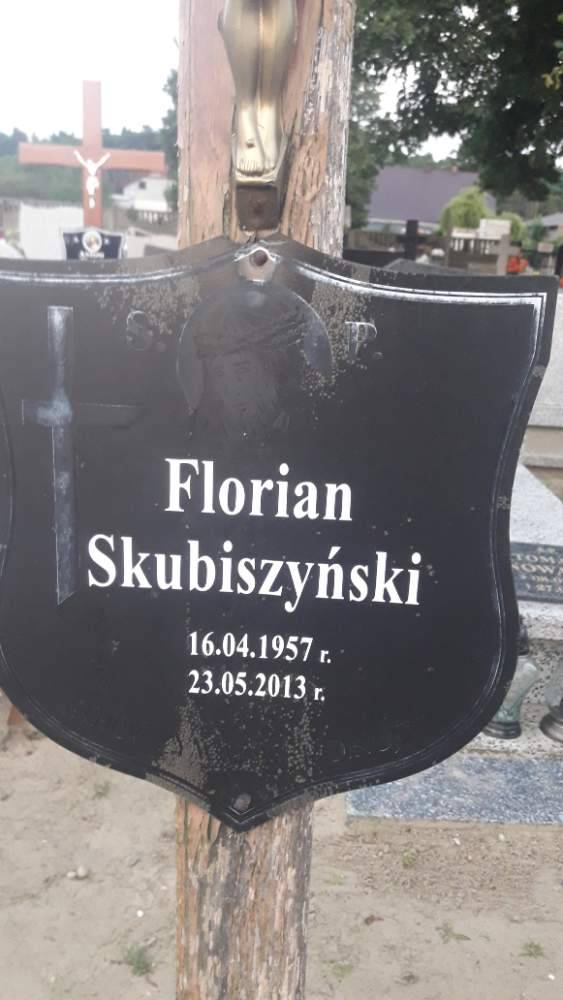 Ś. P.
Florian
Skubiszyński
16.04.1957 r.
23.05.2013 r.